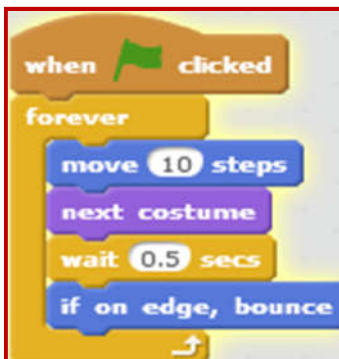 when clicked
forever
move 10 steps
next costume
wait 0.5 secs
if on edge, bounce